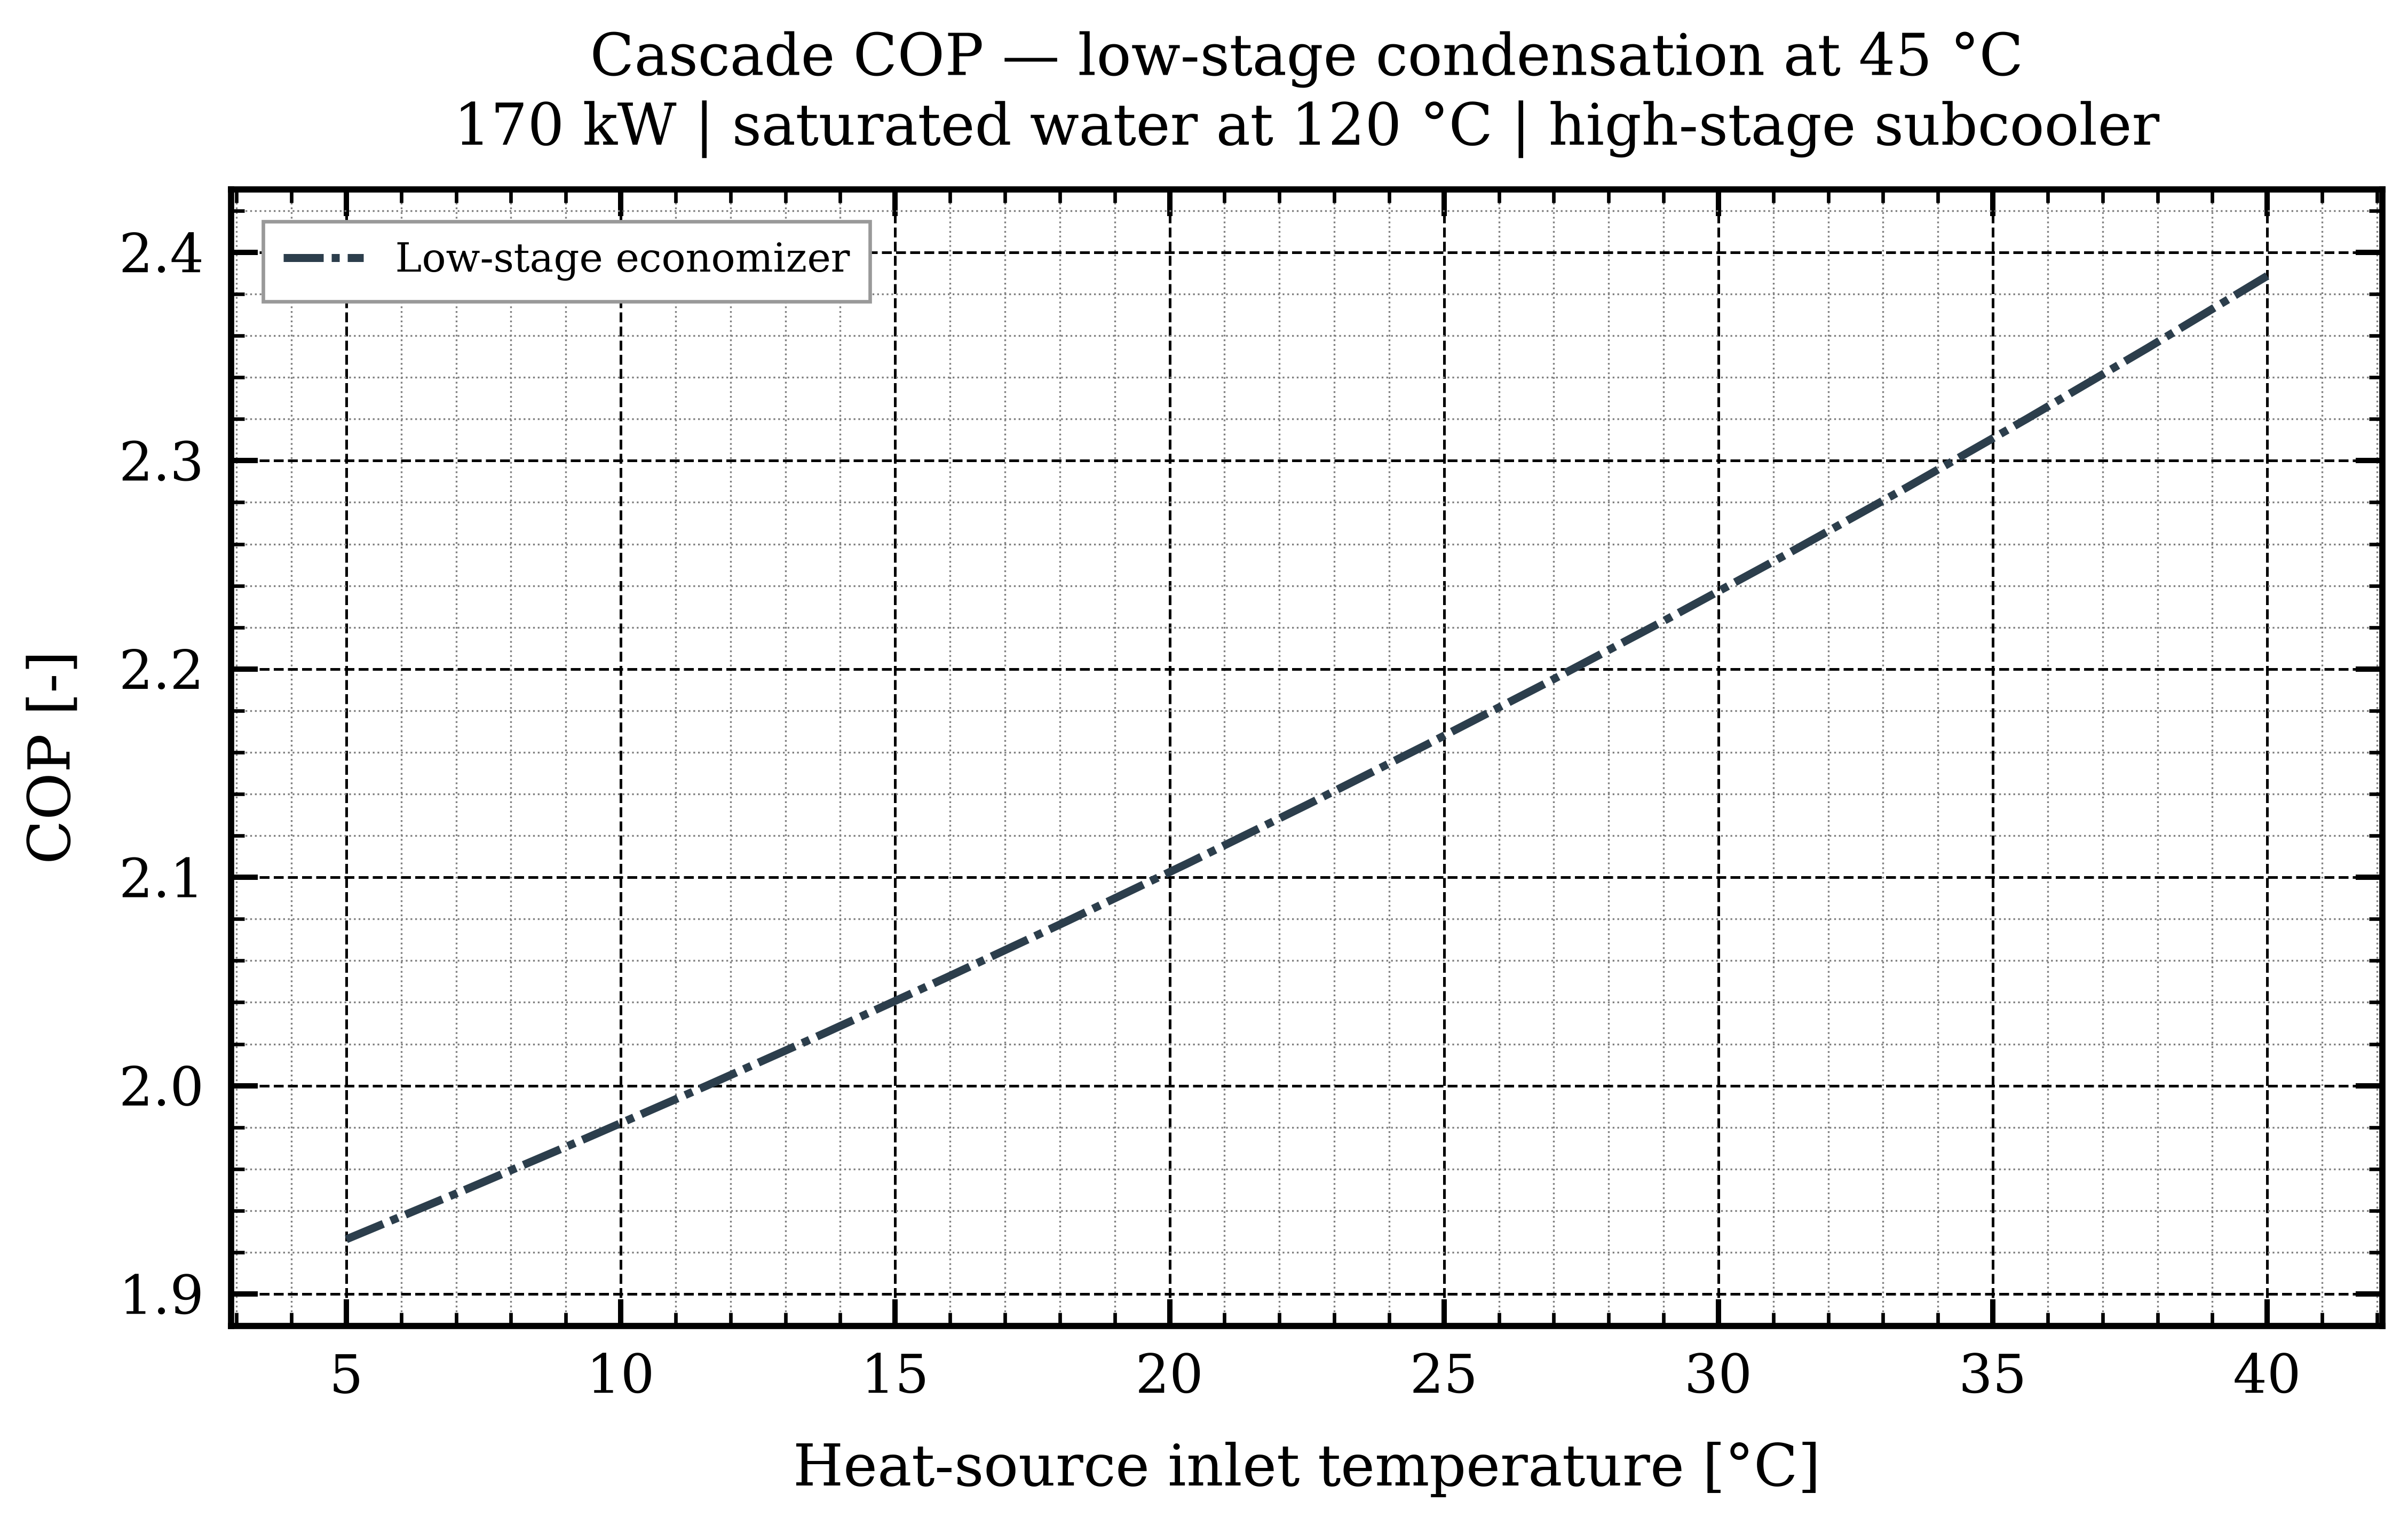 Cascade COP — low-stage condensation at 45 °C
170 kW | saturated water at 120 °C | high-stage subcooler
Low-stage economizer
COP [-]
2.4
2.3
2.2
2.1
2.0
1.9
5 10 15 20 25 30 35 40
Heat-source inlet temperature [°C]